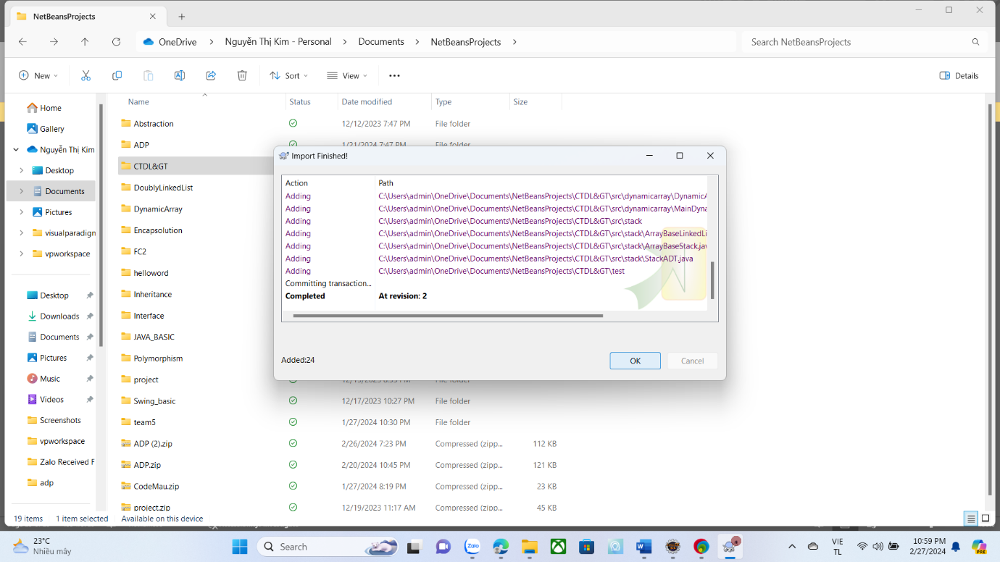 NetBeansProjects
OneDrive > Nguyễn Thị Kim - Personal > Documents > NetBeansProjects >
Search NetBeansProjects
New
Sort
View
Details
Name Status Date modified Type Size
Home
Gallery
Nguyễn Thị Kim
Desktop
Documents
Pictures
visualparadign
vpworkspace
Desktop
Downloads
Documents
Pictures
Music
Videos
Screenshots
vpworkspace
Zalo Received F
adp
Abstraction 12/12/2023 7:47 PM File folder
ADP 1/21/2024 7:47 PM File folder
CTDL&GT
DoublyLinkedList
DynamicArray
Encapsolution
FC2
helloword
Inheritance
Interface
JAVA_BASIC
Polymorphism
project
Swing_basic 12/17/2023 10:27 PM File folder
team5 1/27/2024 10:30 PM File folder
ADP (2).zip 2/26/2024 7:23 PM Compressed (zipp... 112 KB
ADP.zip 2/20/2024 10:45 PM Compressed (zipp... 121 KB
CodeMau.zip 1/27/2024 8:19 PM Compressed (zipp... 23 KB
project.zip 12/19/2023 11:17 AM Compressed (zipp... 45 KB
Import Finished!
Action Path
Adding C:\Users\admin\OneDrive\Documents\NetBeansProjects\CTDL&GT\src\dynamicarray\DynamicA
Adding C:\Users\admin\OneDrive\Documents\NetBeansProjects\CTDL&GT\src\dynamicarray\MainDyna
Adding C:\Users\admin\OneDrive\Documents\NetBeansProjects\CTDL&GT\src\stack
Adding C:\Users\admin\OneDrive\Documents\NetBeansProjects\CTDL&GT\src\stack\ArrayBaseLinkedLi
Adding C:\Users\admin\OneDrive\Documents\NetBeansProjects\CTDL&GT\src\stack\ArrayBaseStack.jav
Adding C:\Users\admin\OneDrive\Documents\NetBeansProjects\CTDL&GT\src\stack\StackADT.java
Adding C:\Users\admin\OneDrive\Documents\NetBeansProjects\CTDL&GT\test
Committing transaction...
Completed At revision: 2
Added:24
OK
Cancel
19 items 1 item selected Available on this device
23°C
Nhiều mây
Search
Zalo
PRE
VIE
TL
10:59 PM
2/27/2024